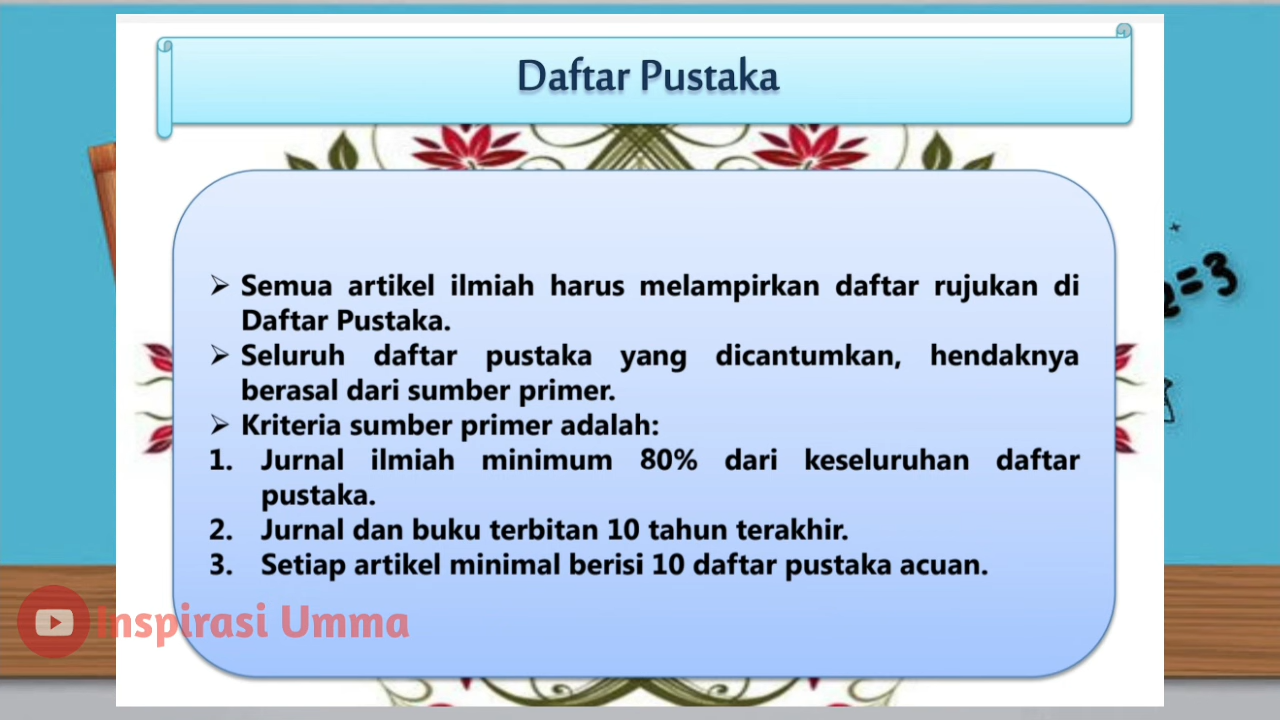 Daftar Pustaka
➢ Semua artikel ilmiah harus melampirkan daftar rujukan di
Daftar Pustaka.
➢ Seluruh daftar pustaka yang dicantumkan, hendaknya
berasal dari sumber primer.
➢ Kriteria sumber primer adalah:
1. Jurnal ilmiah minimum 80% dari keseluruhan daftar
pustaka.
2. Jurnal dan buku terbitan 10 tahun terakhir.
3. Setiap artikel minimal berisi 10 daftar pustaka acuan.
Inspirasi Umma
=3